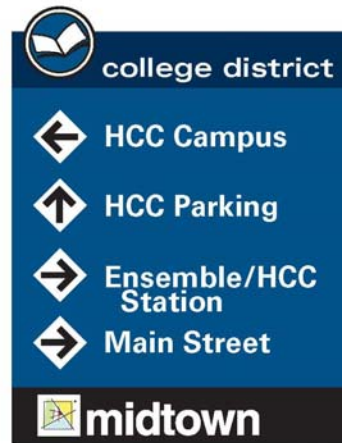 college district
HCC Campus
HCC Parking
Ensemble/HCC
Station
Main Street
midtown